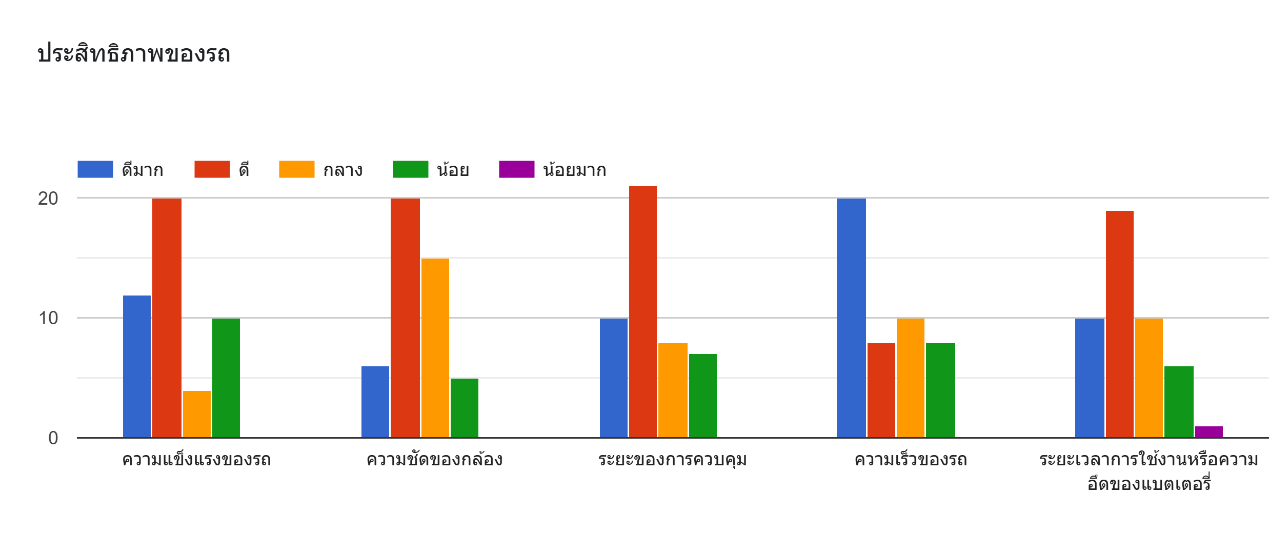 ประสิทธิภาพของรถ
ดีมาก ดี กลาง น้อย น้อยมาก
20
10
0
ความแข็งแรงของรถ ความชัดของกล้อง ระยะของการควบคุม ความเร็วของรถ ระยะเวลาการใช้งานหรือความ
อึดของแบตเตอรี่